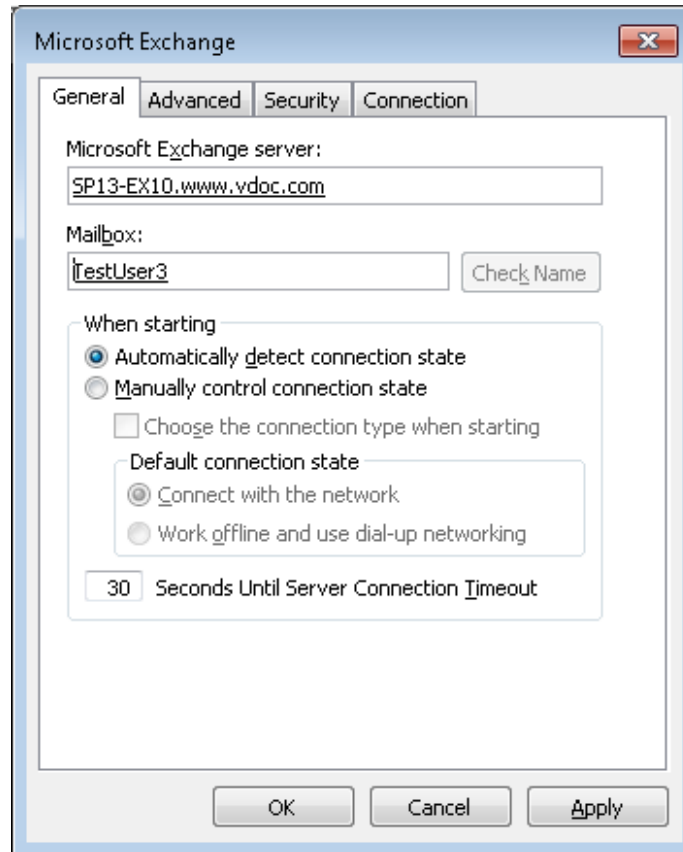 Microsoft Exchange
General Advanced Security Connection
Microsoft Exchange server:
SP13-EX10.www.vdoc.com
Mailbox:
TestUser3 Check Name
When starting
Automatically detect connection state
Manually control connection state
Choose the connection type when starting
Default connection state
Connect with the network
Work offline and use dial-up networking
30 Seconds Until Server Connection Timeout
OK Cancel Apply